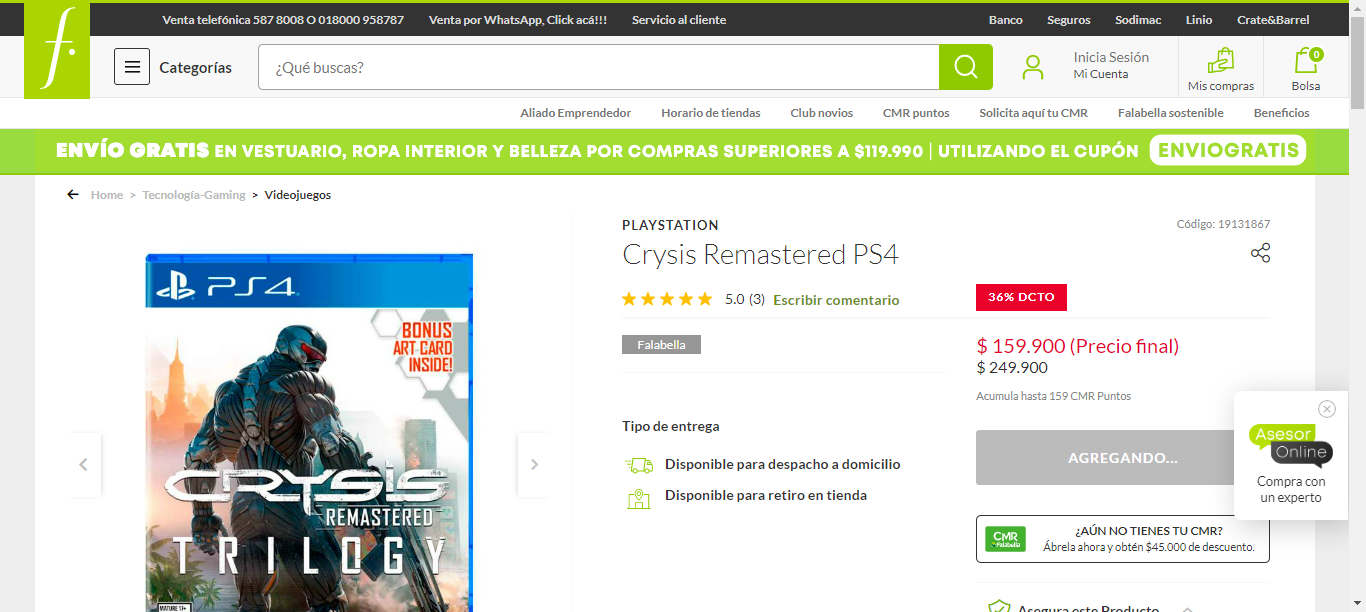 Venta telefónica 587 8008 O 018000 958787 Venta por WhatsApp, Click acá!!! Servicio al cliente Banco Seguros Sodimac Linio Crate&Barrel
f.
Categorías ¿Qué buscas? Inicia Sesión
Mi Cuenta
Mis compras
0
Bolsa
Aliado Emprendedor Horario de tiendas Club novios CMR puntos Solicita aquí tu CMR Falabella sostenible Beneficios
ENVÍO GRATIS EN VESTUARIO, ROPA INTERIOR Y BELLEZA POR COMPRAS SUPERIORES A $119.990 | UTILIZANDO EL CUPÓN ENVIOGRATIS
Home > Tecnología-Gaming > Videojuegos
PS4
BONUS
ART CARD
INSIDE!
CRYSIS
REMASTERED
TRILOGY
MATURE 17+
PLAYSTATION
Código: 19131867
Crysis Remastered PS4
5.0 (3) Escribir comentario
36% DCTO
Falabella
$ 159.900 (Precio final)
$ 249.900
Acumula hasta 159 CMR Puntos
Tipo de entrega
Disponible para despacho a domicilio
Disponible para retiro en tienda
AGREGANDO...
CMR
Falabella
¿AÚN NO TIENES TU CMR?
Ábrela ahora y obtén $45.000 de descuento.
Asegura este Producto
Asesor
Online
Compra con
un experto